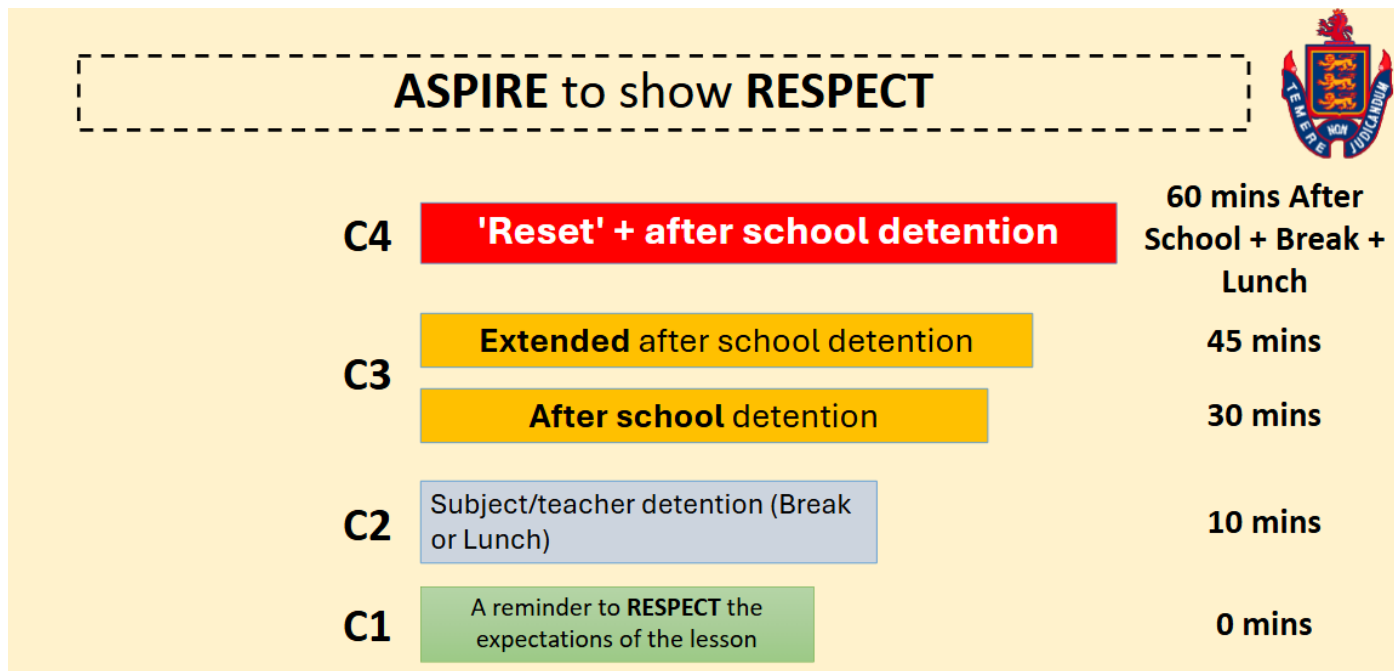 ASPIRE to show RESPECT
TEMERE NON JUDICANDUM
C4
'Reset' + after school detention
60 mins After
School + Break +
Lunch
C3
Extended after school detention
45 mins
After school detention
30 mins
C2
Subject/teacher detention (Break
or Lunch)
10 mins
C1
A reminder to RESPECT the
expectations of the lesson
0 mins